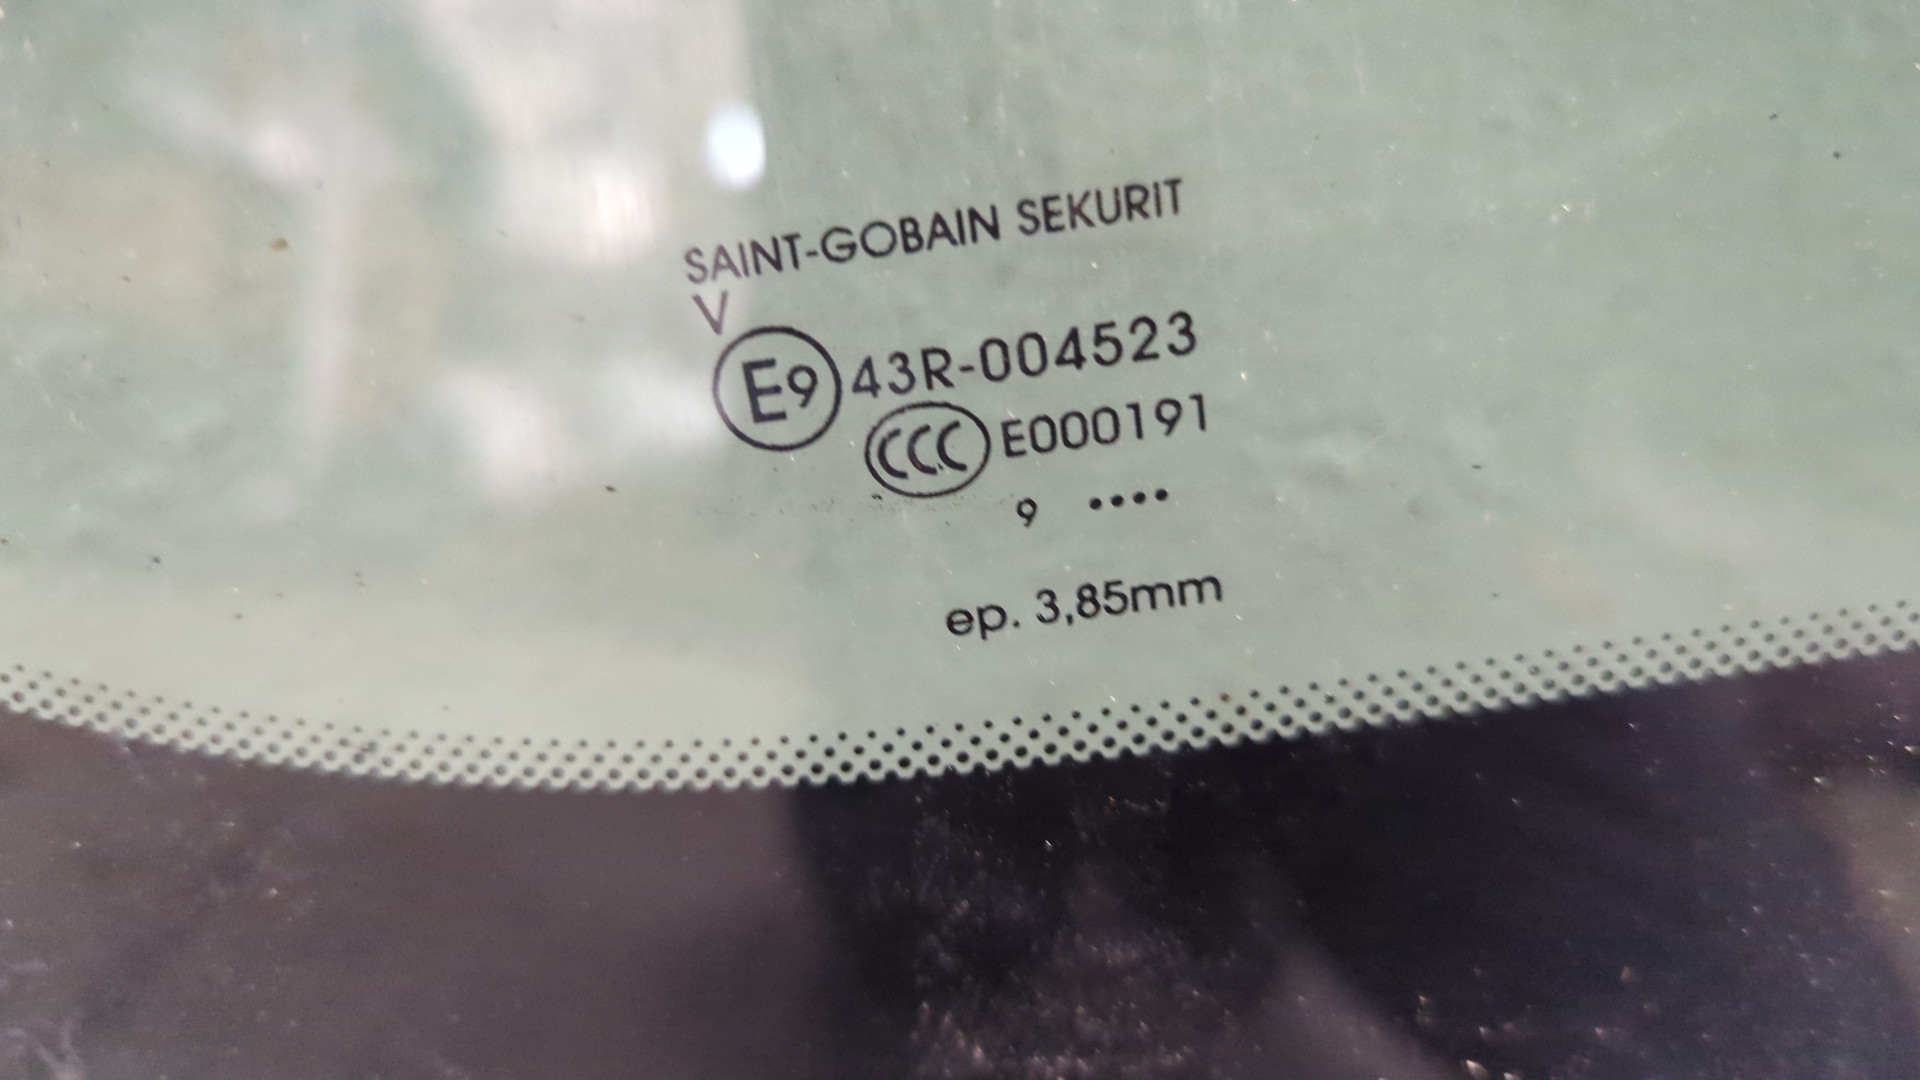 SAINT-GOBAIN SEKURIT
V
E9 43R-004523
CCC E000191
9 ••••
ep. 3,85mm